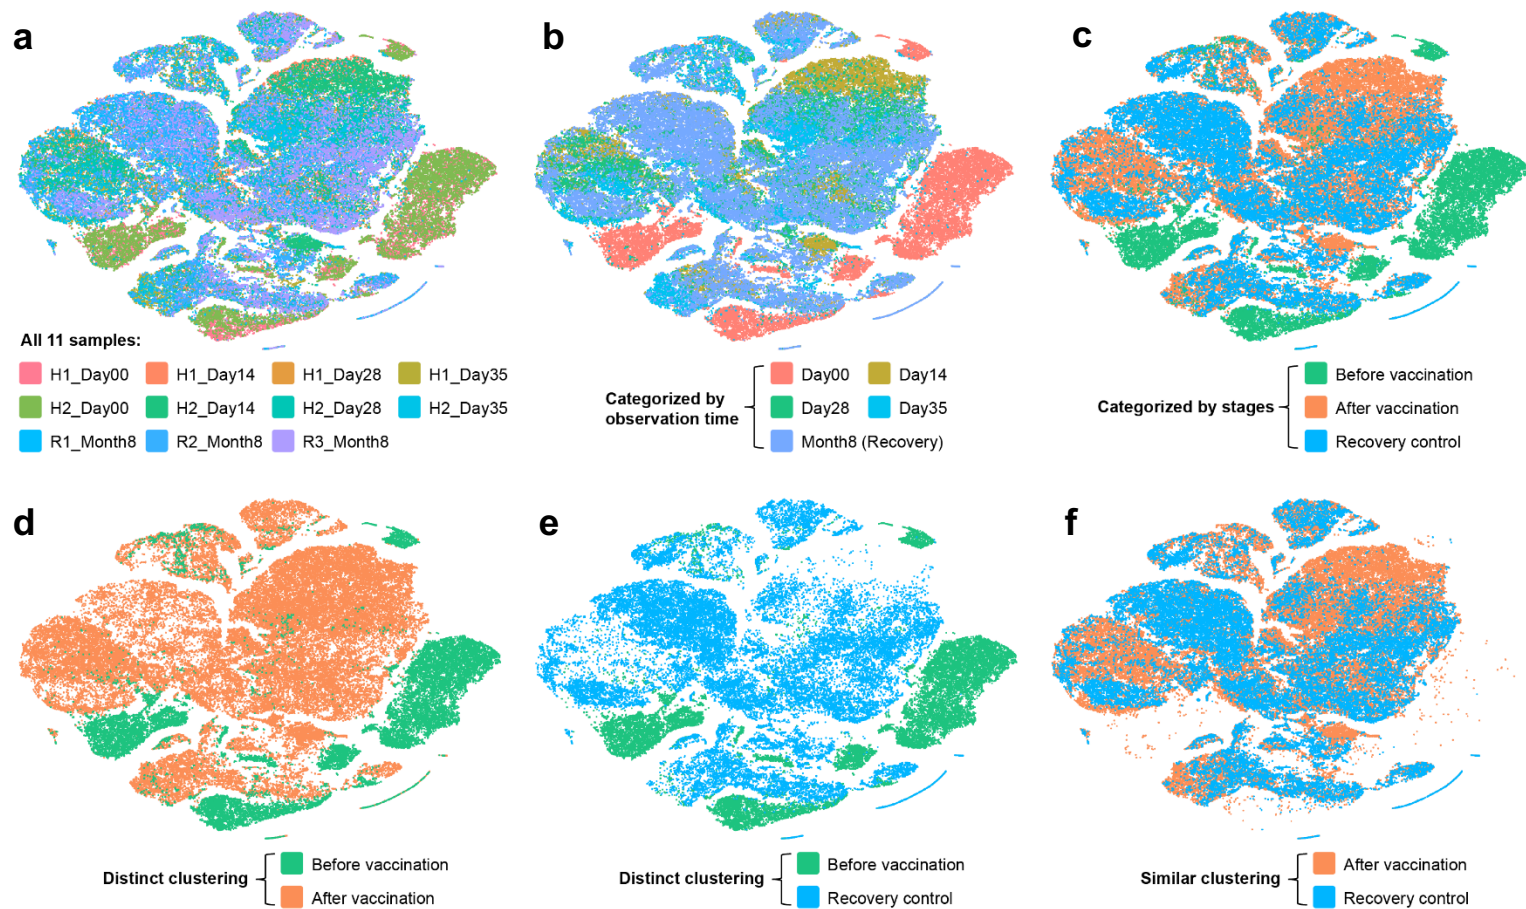 a
b
c
All 11 samples:
H1_Day00 H1_Day14 H1_Day28 H1_Day35
H2_Day00 H2_Day14 H2_Day28 H2_Day35
R1_Month8 R2_Month8 R3_Month8
Categorized by
observation time
Day00 Day14
Day28 Day35
Month8 (Recovery)
Categorized by stages
Before vaccination
After vaccination
Recovery control
d
e
f
Distinct clustering
Before vaccination
After vaccination
Distinct clustering
Before vaccination
Recovery control
Similar clustering
After vaccination
Recovery control